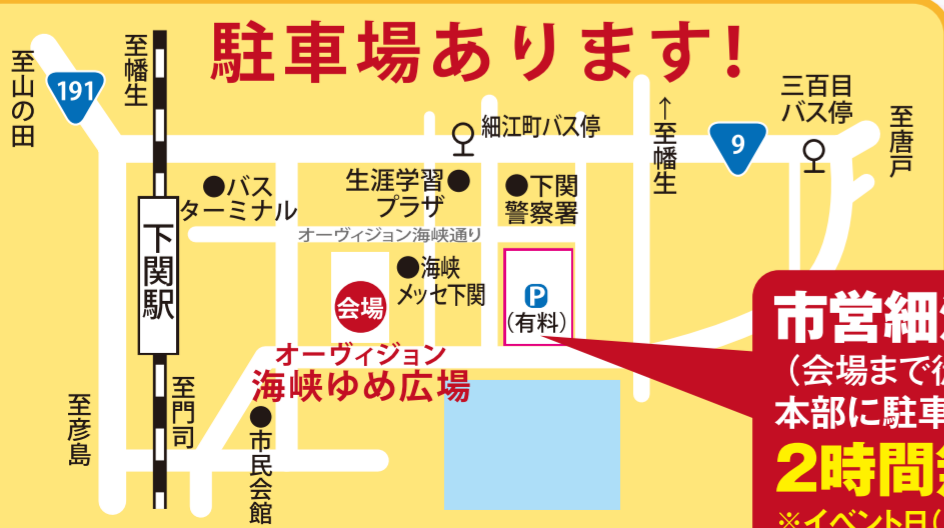 駐車場あります!
至山の田
191
至幡生
細江町バス停
↑至幡生
9
三百目
バス停
至唐戸
●バス
ターミナル
生涯学習●
プラザ
●下関
警察署
オーヴィジョン海峡通り
下関駅
●海峡
メッセ下関
会場
P
(有料)
オーヴィジョン
海峡ゆめ広場
至彦島
至門司
●市民会館
市営細
(会場まで
本部に駐車
2時間
※イベント日(